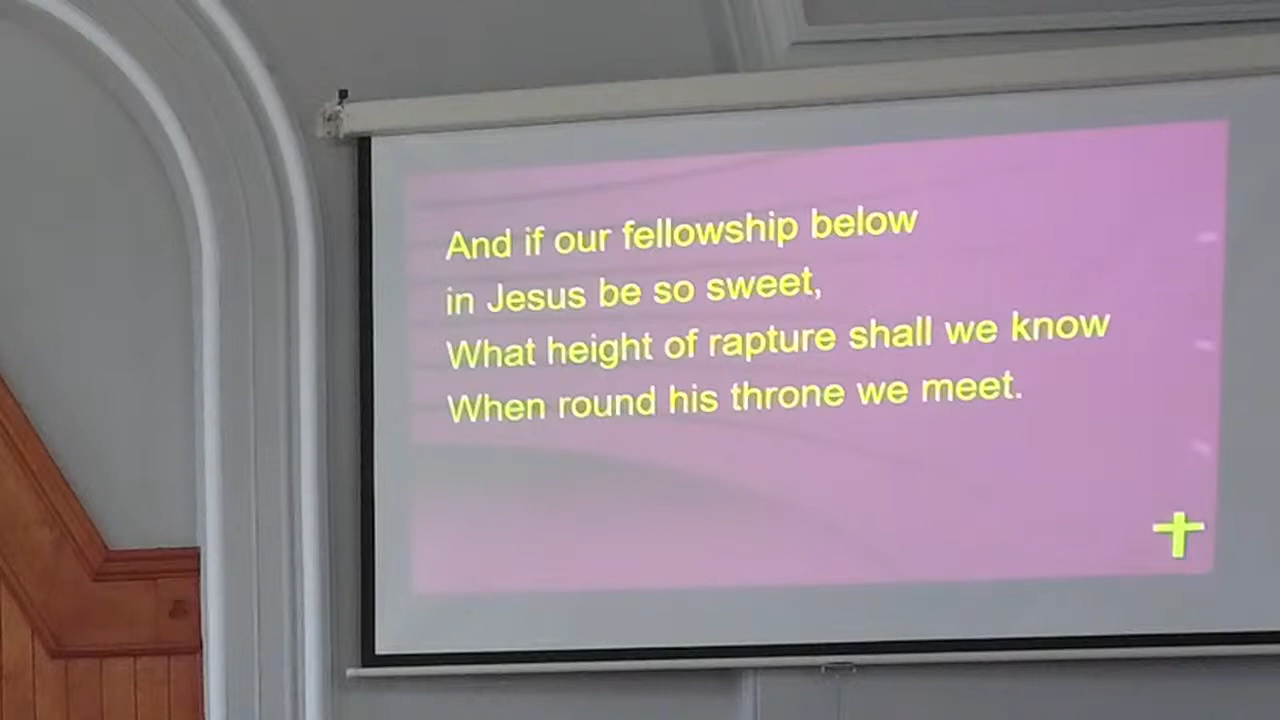 And if our fellowship below
in Jesus be so sweet,
What height of rapture shall we know
When round his throne we meet.